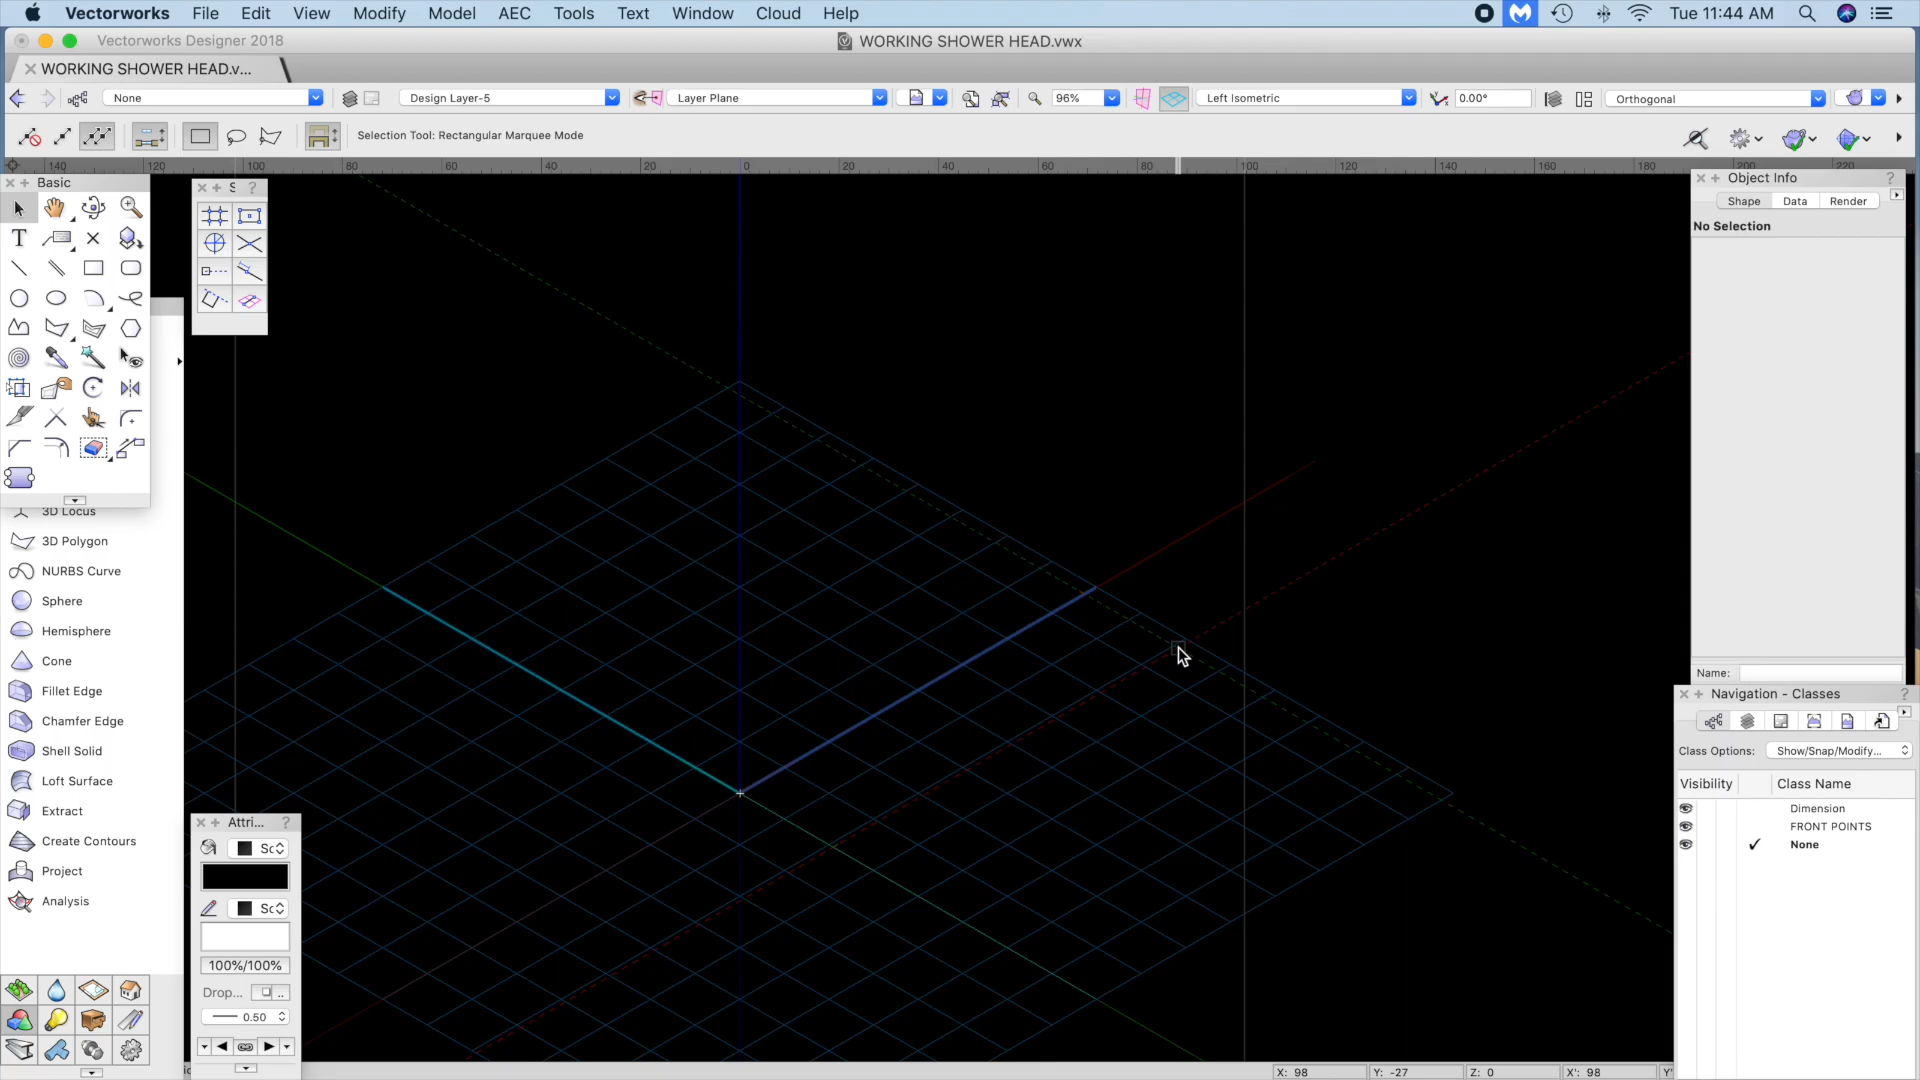 Vectorworks File Edit View Modify Model AEC Tools Text Window Cloud Help Tue 11:44 AM
Vectorworks Designer 2018 WORKING SHOWER HEAD.vwx
WORKING SHOWER HEAD.v...
None Design Layer-5 Layer Plane 96% Left Isometric 0.00° Orthogonal
Selection Tool: Rectangular Marquee Mode
140 120 100 80 60 40 20 0 20 40 60 80 100 120 140 160 180 200 220
Basic
S ?
Object Info ?
Shape Data Render
No Selection
3D Locus
3D Polygon
NURBS Curve
Sphere
Hemisphere
Cone
Fillet Edge
Chamfer Edge
Shell Solid
Loft Surface
Extract
Create Contours
Project
Analysis
Attri... ?
Sc
Sc
100%/100%
Drop... ..
0.50
Name:
Navigation - Classes ?
Class Options: Show/Snap/Modify...
Visibility Class Name
Dimension
FRONT POINTS
None
X: 98 Y: -27 Z: 0 X': 98 Y'